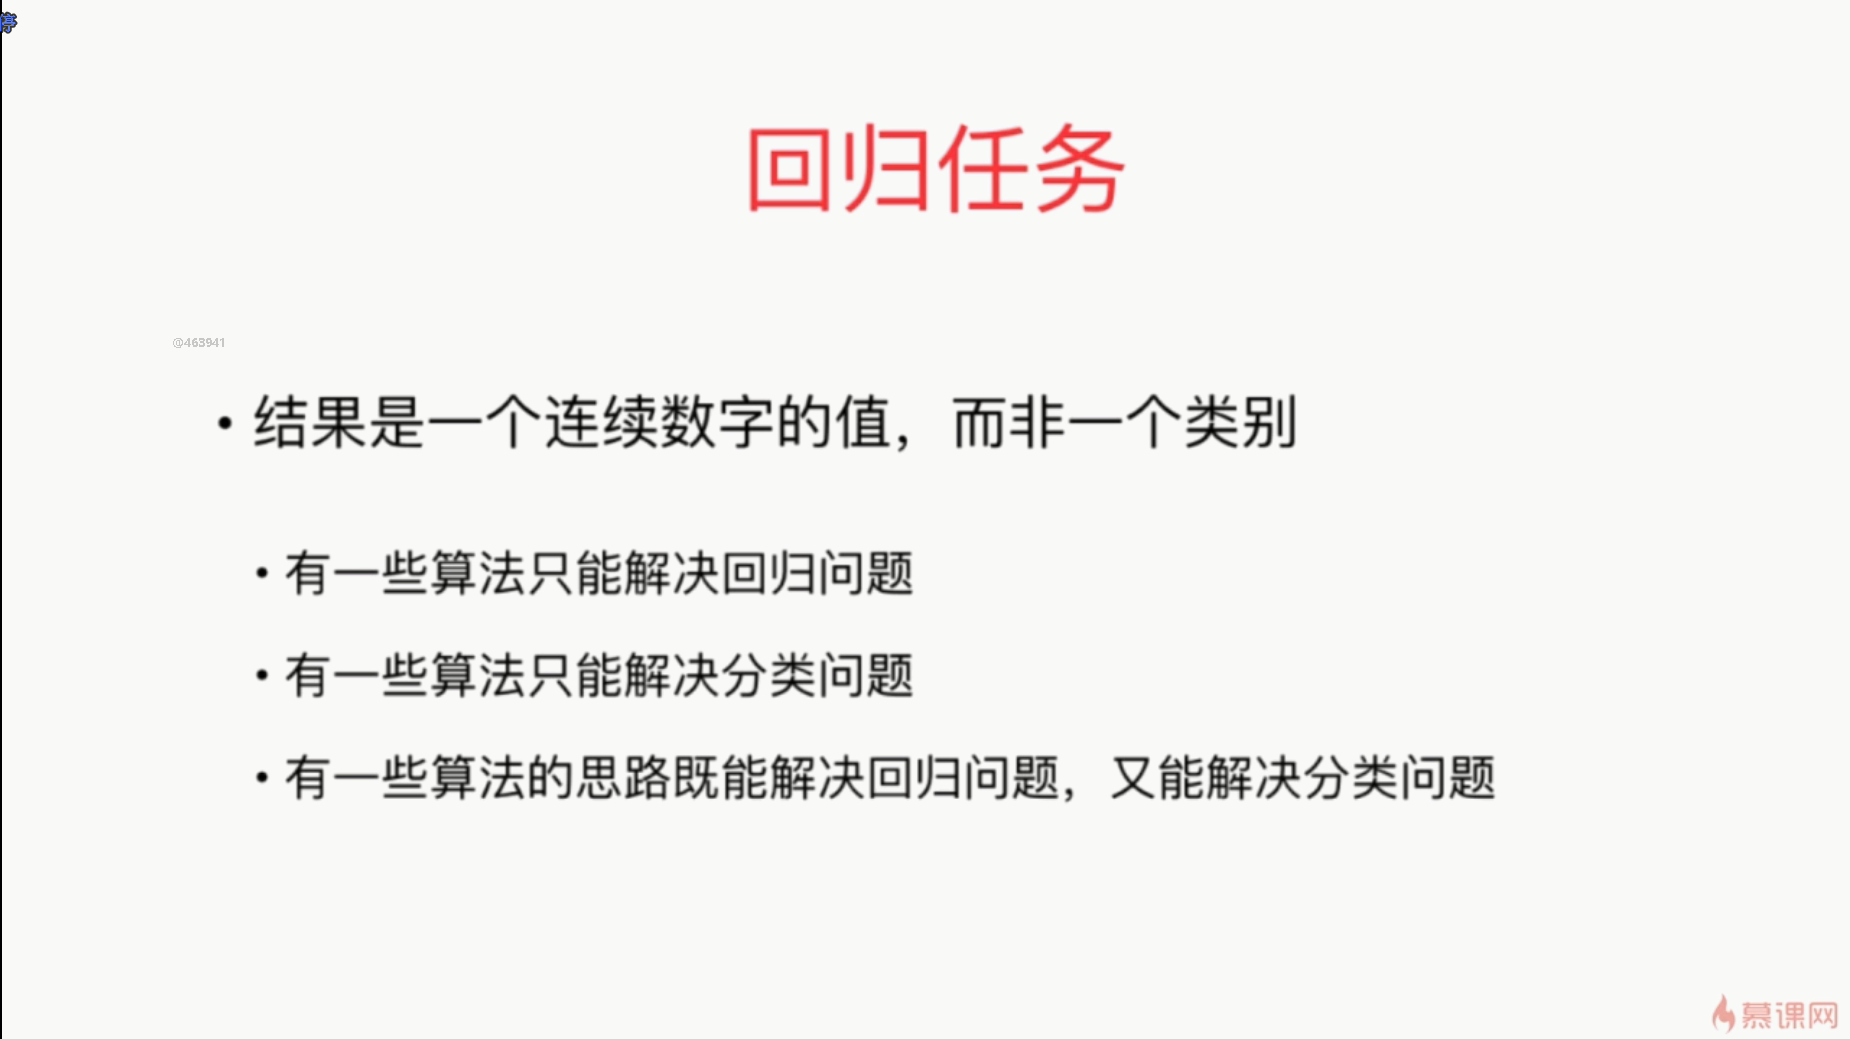 停
回归任务
@463941
• 结果是一个连续数字的值，而非一个类别
• 有一些算法只能解决回归问题
• 有一些算法只能解决分类问题
• 有一些算法的思路既能解决回归问题，又能解决分类问题
慕课网